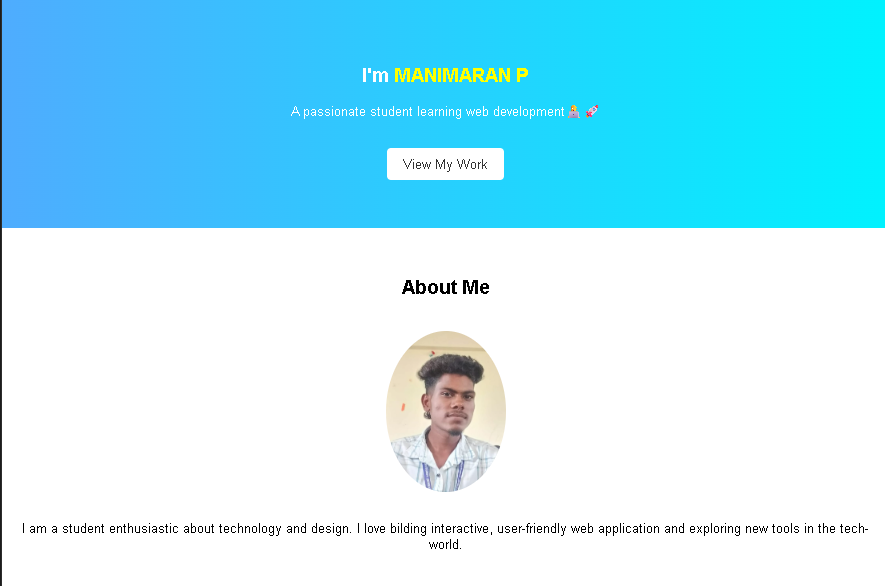 I'm MANIMARAN P
A passionate student learning web development
View My Work
About Me
I am a student enthusiastic about technology and design. I love bilding interactive, user-friendly web application and exploring new tools in the tech-
world.